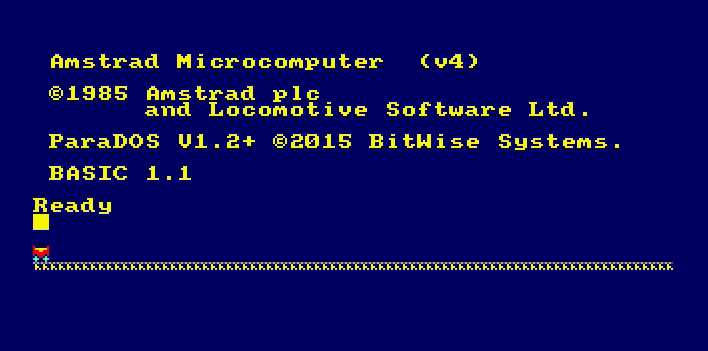 Amstrad Microcomputer (v4)
©1985 Amstrad plc
and Locomotive Software Ltd.
ParaDOS V1.2+ ©2015 BitWise Systems.
BASIC 1.1
Ready